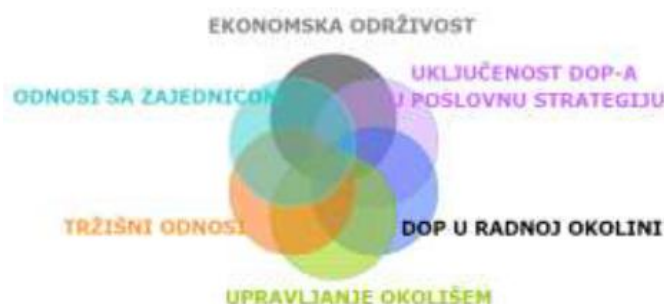 EKONOMSKA ODRŽIVOST
UKLJUČENOST DOP-A
U POSLOVNU STRATEGIJU
ODNOSI SA ZAJEDNICOM
TRŽIŠNI ODNOSI
DOP U RADNOJ OKOLINI
UPRAVLJANJE OKOLIŠEM